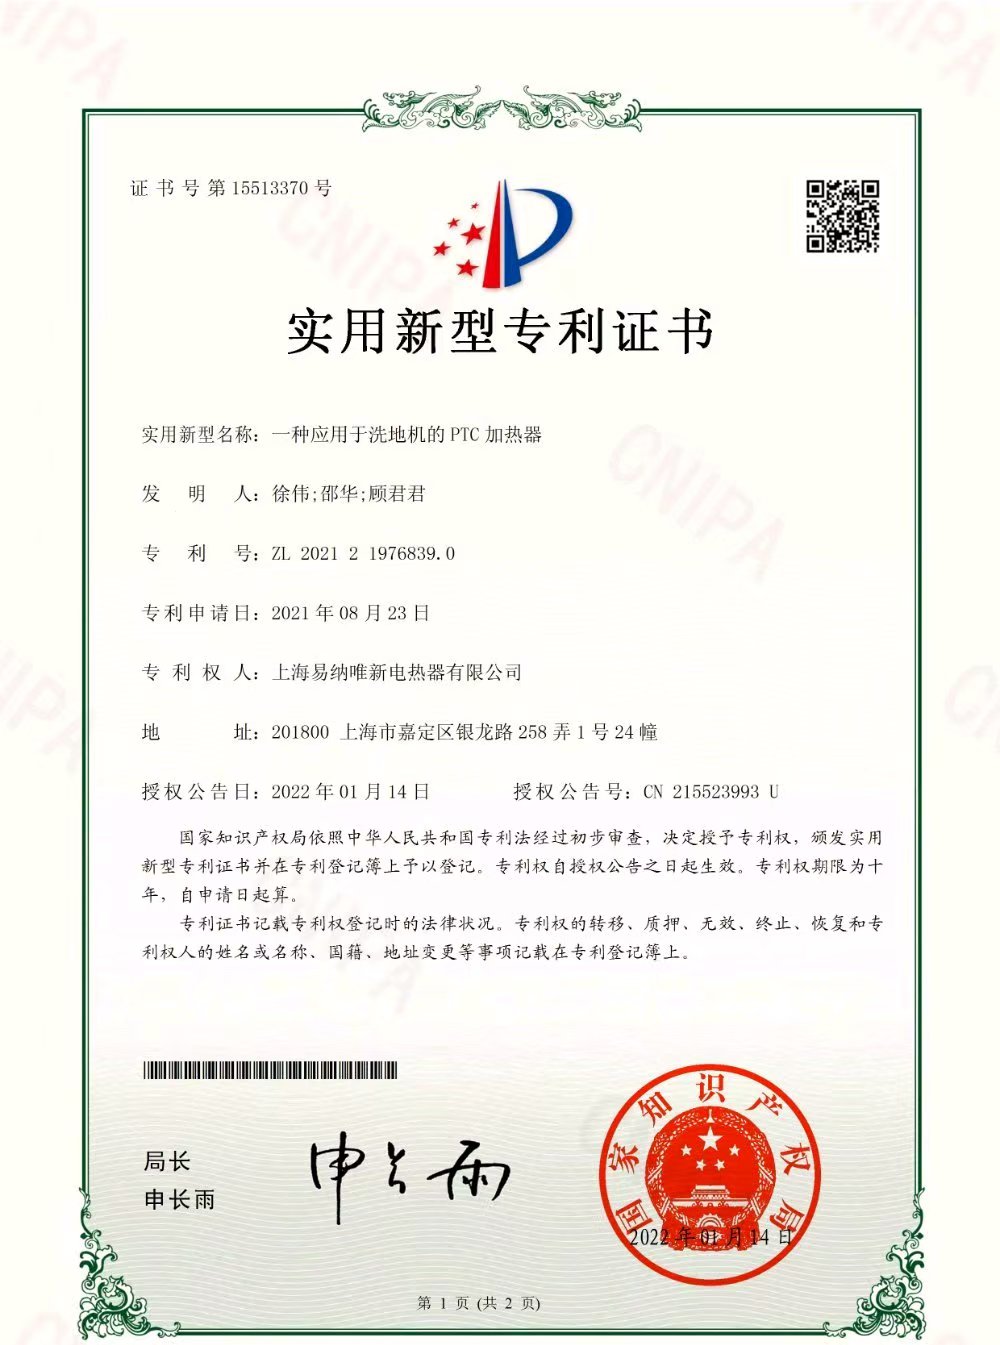 证书号第15513370号
实用新型专利证书
实用新型名称：一种应用于洗地机的PTC加热器
发明人：徐伟;邵华;顾君君
专利号：ZL 2021 2 1976839.0
专利申请日：2021年08月23日
专利权人：上海易纳唯新电热器有限公司
地址：201800 上海市嘉定区银龙路258弄1号24幢
授权公告日：2022年01月14日 授权公告号：CN 215523993 U
国家知识产权局依照中华人民共和国专利法经过初步审查，决定授予专利权，颁发实用
新型专利证书并在专利登记簿上予以登记。专利权自授权公告之日起生效。专利权期限为十
年，自申请日起算。
专利证书记载专利权登记时的法律状况。专利权的转移、质押、无效、终止、恢复和专
利权人的姓名或名称、国籍、地址变更等事项记载在专利登记簿上。
局长
申长雨
申长雨
国家知识产权局
2022年01月14日
第 1 页 (共 2 页)
CNIPA
CNIPA
CNIPA
CNIPA